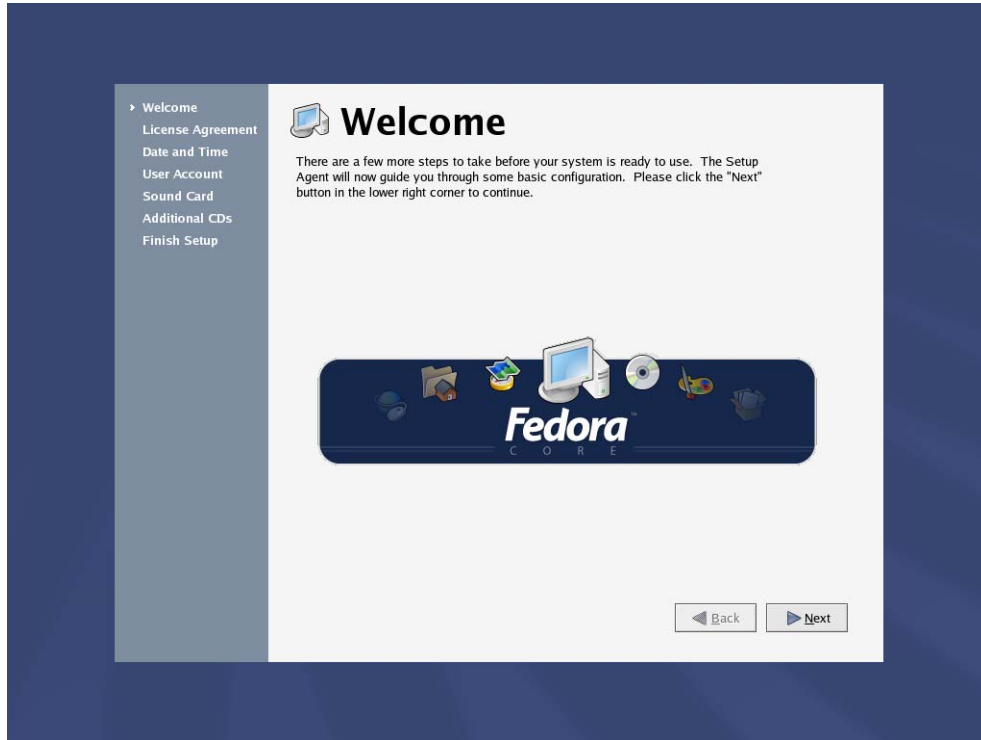 Welcome
License Agreement
Date and Time
User Account
Sound Card
Additional CDs
Finish Setup
Welcome
There are a few more steps to take before your system is ready to use. The Setup
Agent will now guide you through some basic configuration. Please click the "Next"
button in the lower right corner to continue.
Fedora™
CORE
Back
Next